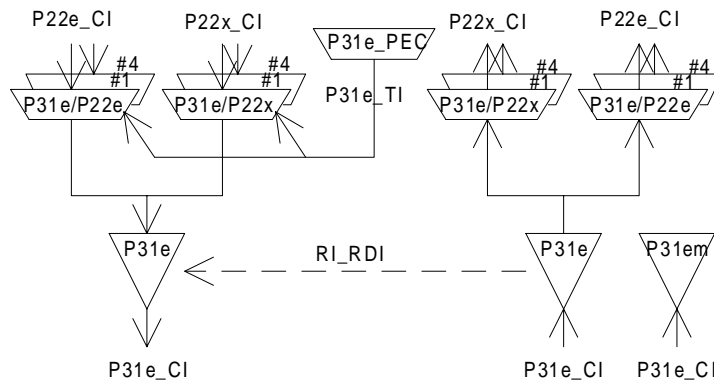 P22e_CI P22x_CI P31e_PEC P22x_CI P22e_CI
#4 #4 #4 #4
#1 #1 #1 #1
P31e/P22e P31e/P22x P31e_TI P31e/P22x P31e/P22e
P31e RI_RDI P31e P31em
P31e_CI P31e_CI P31e_CI